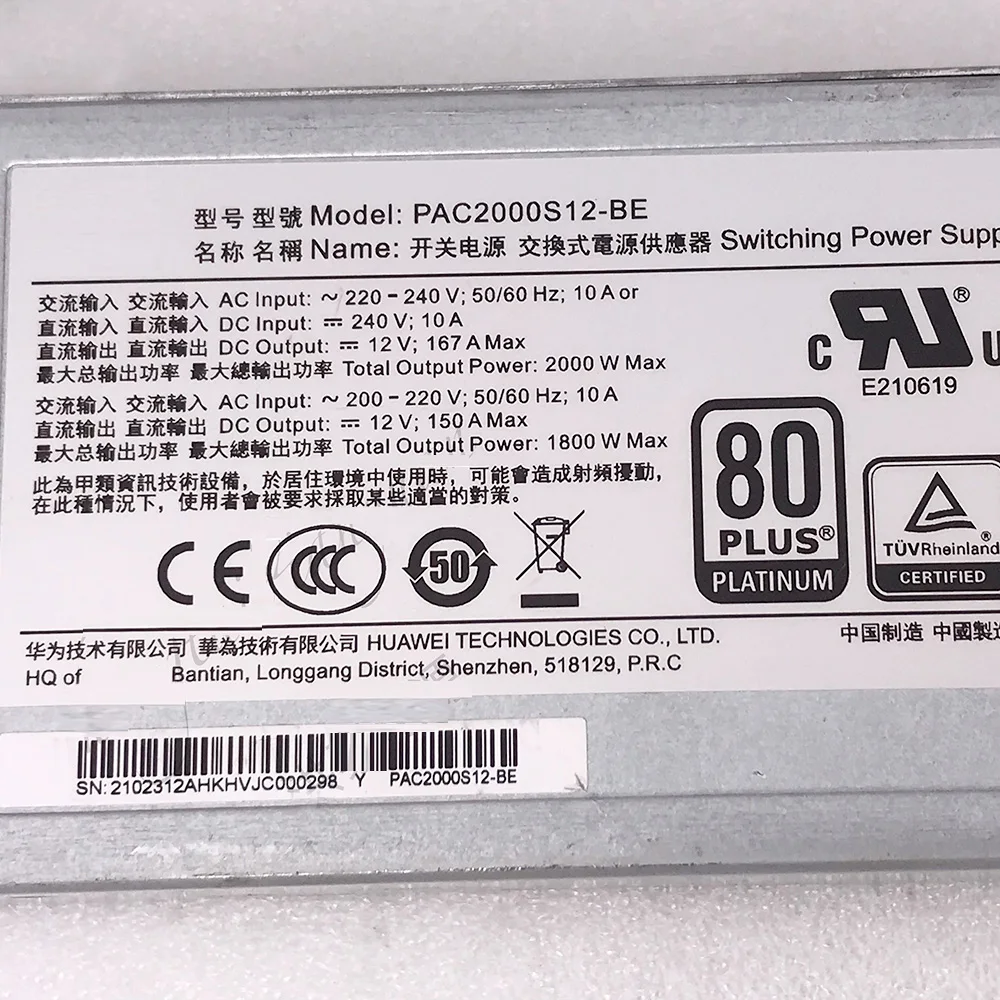 型号 型號 Model: PAC2000S12-BE
名称 名稱 Name: 开关电源 交換式電源供應器 Switching Power Supp
交流输入 交流輸入 AC Input: ~ 220-240 V; 50/60 Hz; 10 A or
直流输入 直流輸入 DC Input: ⎓ 240 V; 10 A
直流输出 直流輸出 DC Output: ⎓ 12 V; 167 A Max
最大总输出功率 最大總輸出功率 Total Output Power: 2000 W Max
交流输入 交流輸入 AC Input: ~ 200-220 V; 50/60 Hz; 10 A
直流输出 直流輸出 DC Output: ⎓ 12 V; 150 A Max
最大总输出功率 最大總輸出功率 Total Output Power: 1800 W Max
此為甲類資訊技術設備，於居住環境中使用時，可能會造成射頻擾動，
在此種情況下，使用者會被要求採取某些適當的對策。
C RU® U
E210619
80
PLUS®
PLATINUM
TÜVRheinland®
CERTIFIED
CE CCC 50
华为技术有限公司 華為技術有限公司 HUAWEI TECHNOLOGIES CO., LTD.
中国制造 中國製造
HQ of Bantian, Longgang District, Shenzhen, 518129, P.R.C
SN: 2102312AHKHVJC000298 Y PAC2000S12-BE